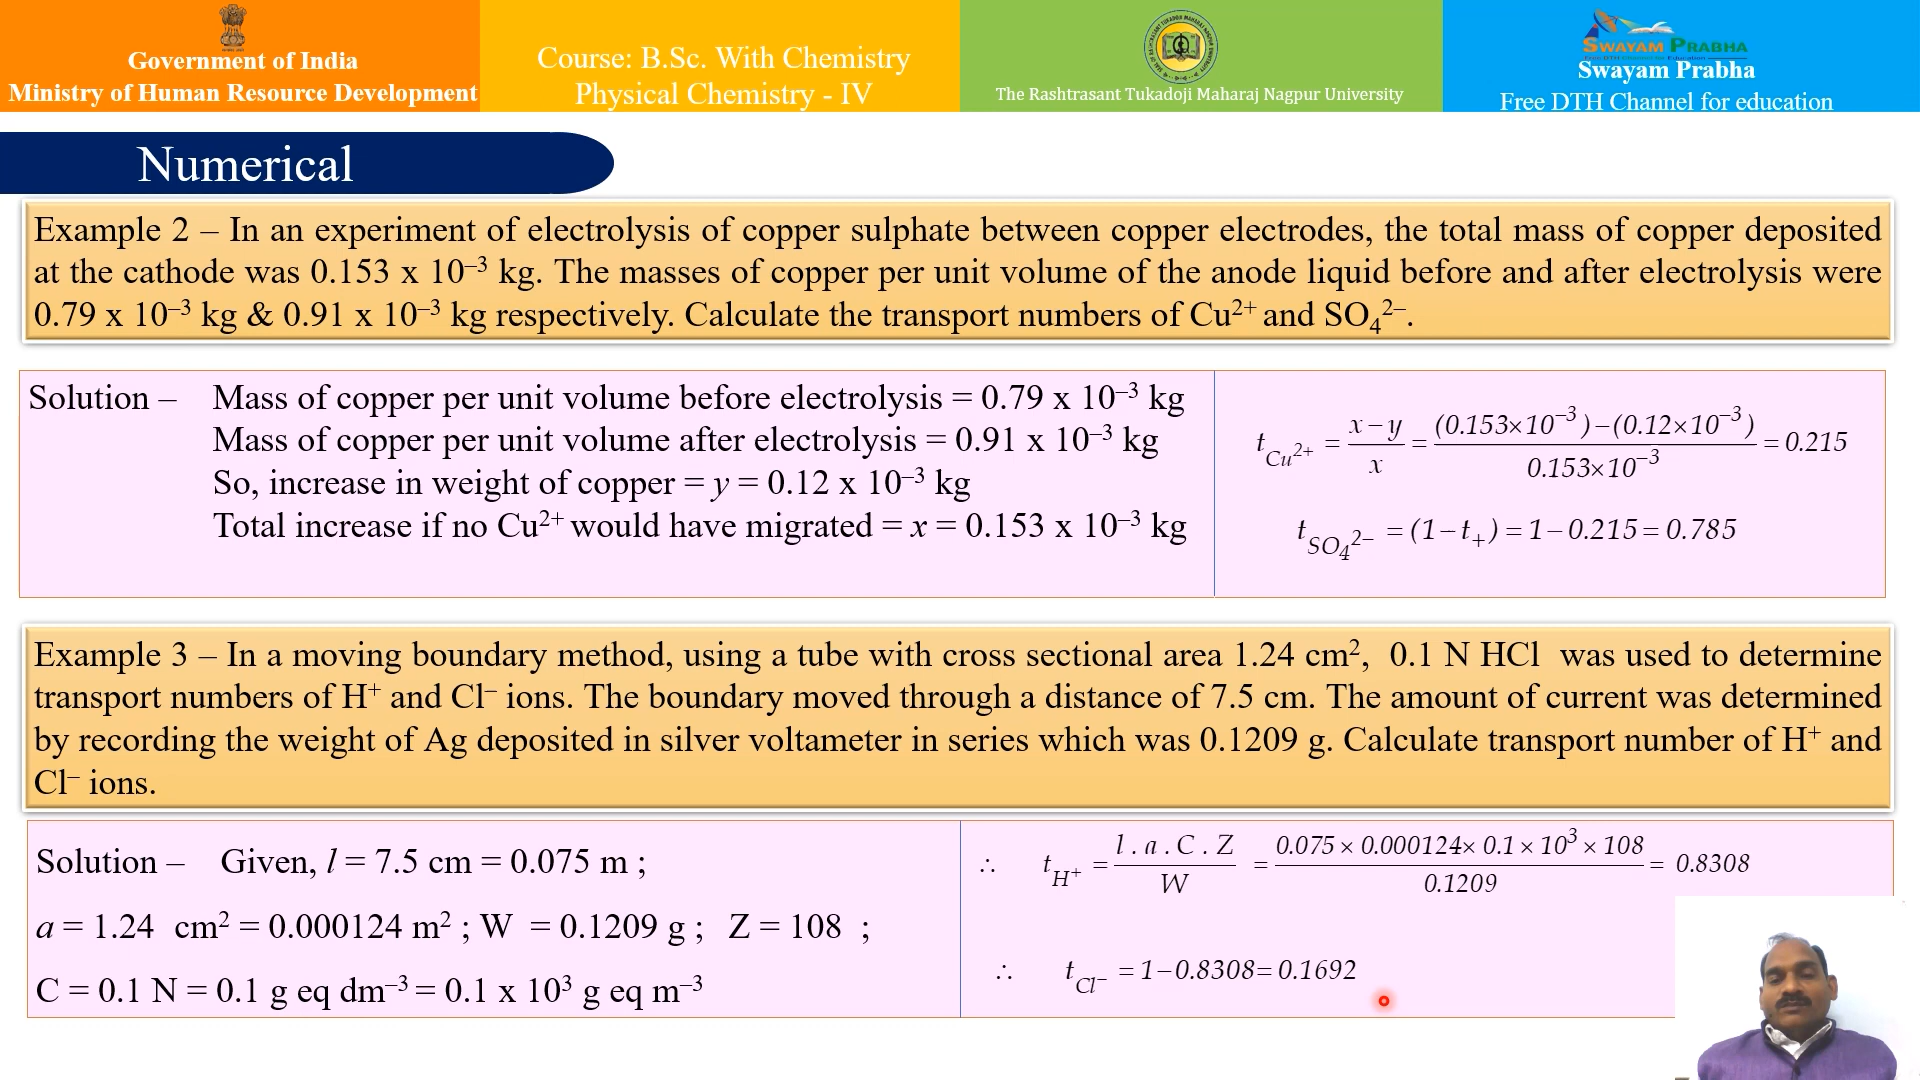 Government of India
Ministry of Human Resource Development
Course: B.Sc. With Chemistry
Physical Chemistry - IV
The Rashtrasant Tukadoji Maharaj Nagpur University
SWAYAM PRABHA
Swayam Prabha
Free DTH Channel for education
Numerical
Example 2 – In an experiment of electrolysis of copper sulphate between copper electrodes, the total mass of copper deposited
at the cathode was 0.153 x 10⁻³ kg. The masses of copper per unit volume of the anode liquid before and after electrolysis were
0.79 x 10⁻³ kg & 0.91 x 10⁻³ kg respectively. Calculate the transport numbers of Cu²⁺ and SO₄²⁻.
Solution – Mass of copper per unit volume before electrolysis = 0.79 x 10⁻³ kg
Mass of copper per unit volume after electrolysis = 0.91 x 10⁻³ kg
So, increase in weight of copper = y = 0.12 x 10⁻³ kg
Total increase if no Cu²⁺ would have migrated = x = 0.153 x 10⁻³ kg
t Cu²⁺ = (x – y)/x = ((0.153×10⁻³) – (0.12×10⁻³))/(0.153×10⁻³) = 0.215
t SO₄²⁻ = (1 – t₊) = 1 – 0.215 = 0.785
Example 3 – In a moving boundary method, using a tube with cross sectional area 1.24 cm², 0.1 N HCl was used to determine
transport numbers of H⁺ and Cl⁻ ions. The boundary moved through a distance of 7.5 cm. The amount of current was determined
by recording the weight of Ag deposited in silver voltameter in series which was 0.1209 g. Calculate transport number of H⁺ and
Cl⁻ ions.
Solution – Given, l = 7.5 cm = 0.075 m ;
a = 1.24 cm² = 0.000124 m² ; W = 0.1209 g ; Z = 108 ;
C = 0.1 N = 0.1 g eq dm⁻³ = 0.1 x 10³ g eq m⁻³
∴ t H⁺ = (l . a . C . Z)/W = (0.075 × 0.000124 × 0.1 × 10³ × 108)/0.1209 = 0.8308
∴ t Cl⁻ = 1 – 0.8308 = 0.1692